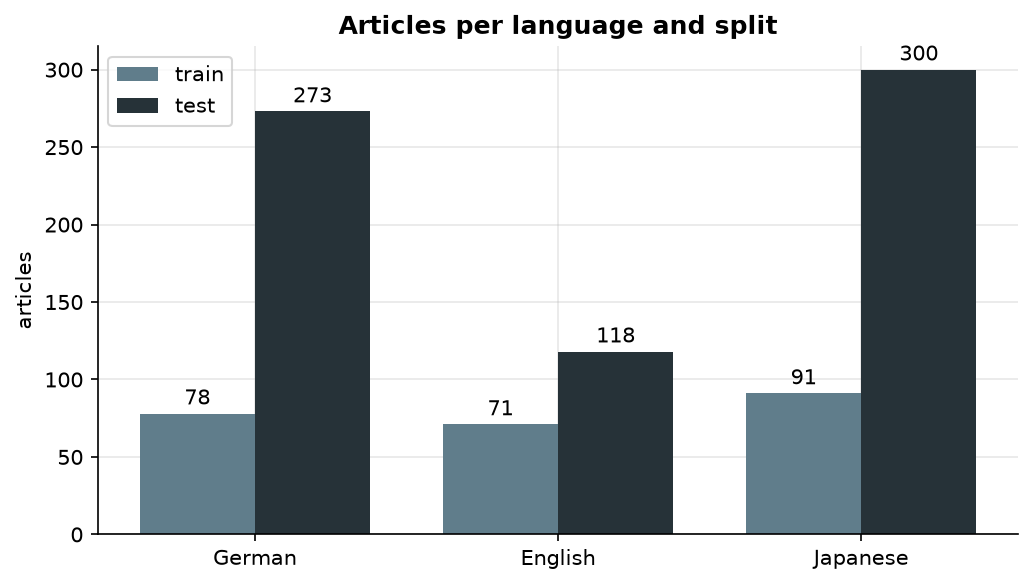 Articles per language and split
train
test
articles
300
250
200
150
100
50
0
78
273
71
118
91
300
German
English
Japanese